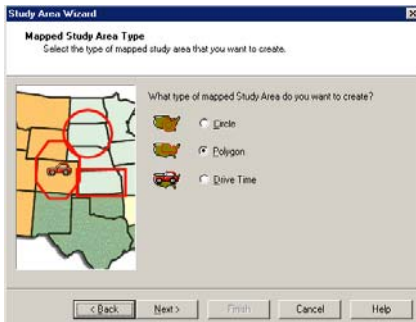 Study Area Wizard
Mapped Study Area Type
Select the type of mapped study area that you want to create.
What type of mapped Study Area do you want to create?
Circle
Polygon
Drive Time
< Back Next > Finish Cancel Help